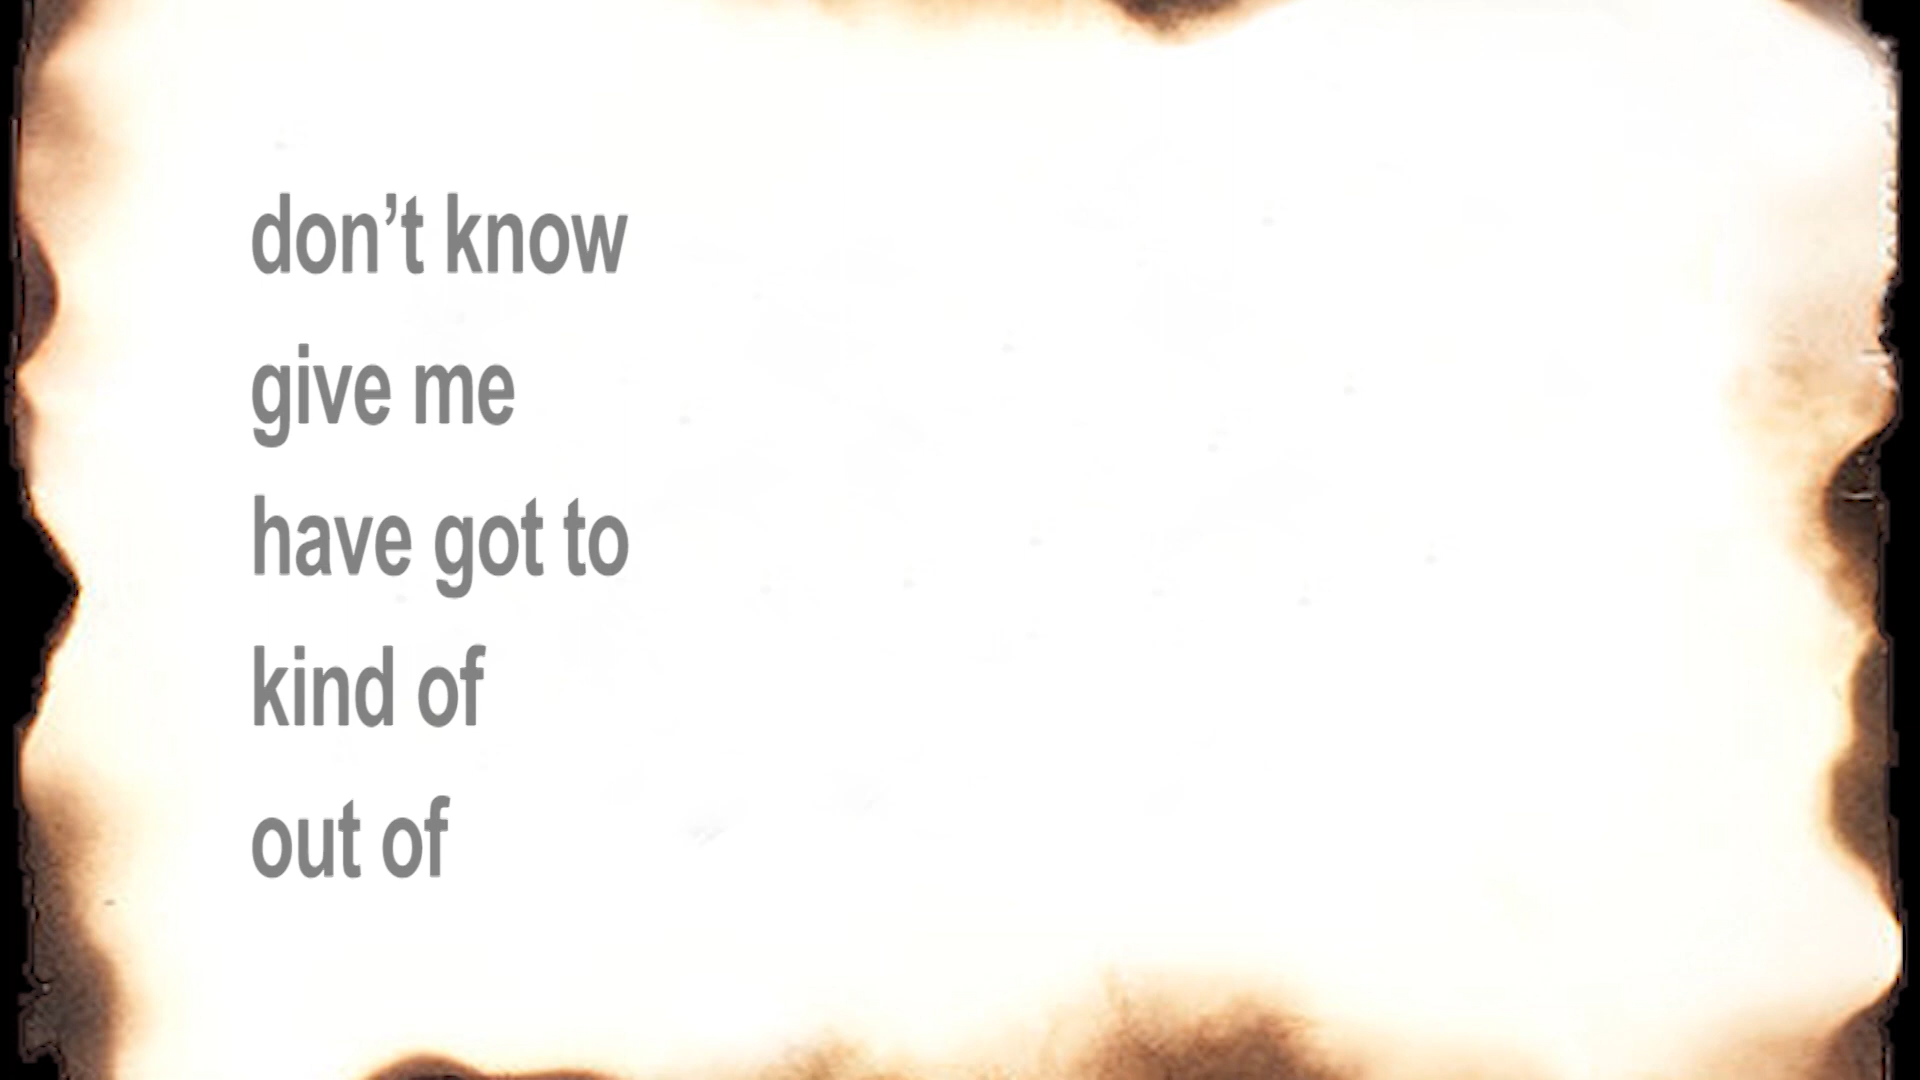 don’t know
give me
have got to
kind of
out of